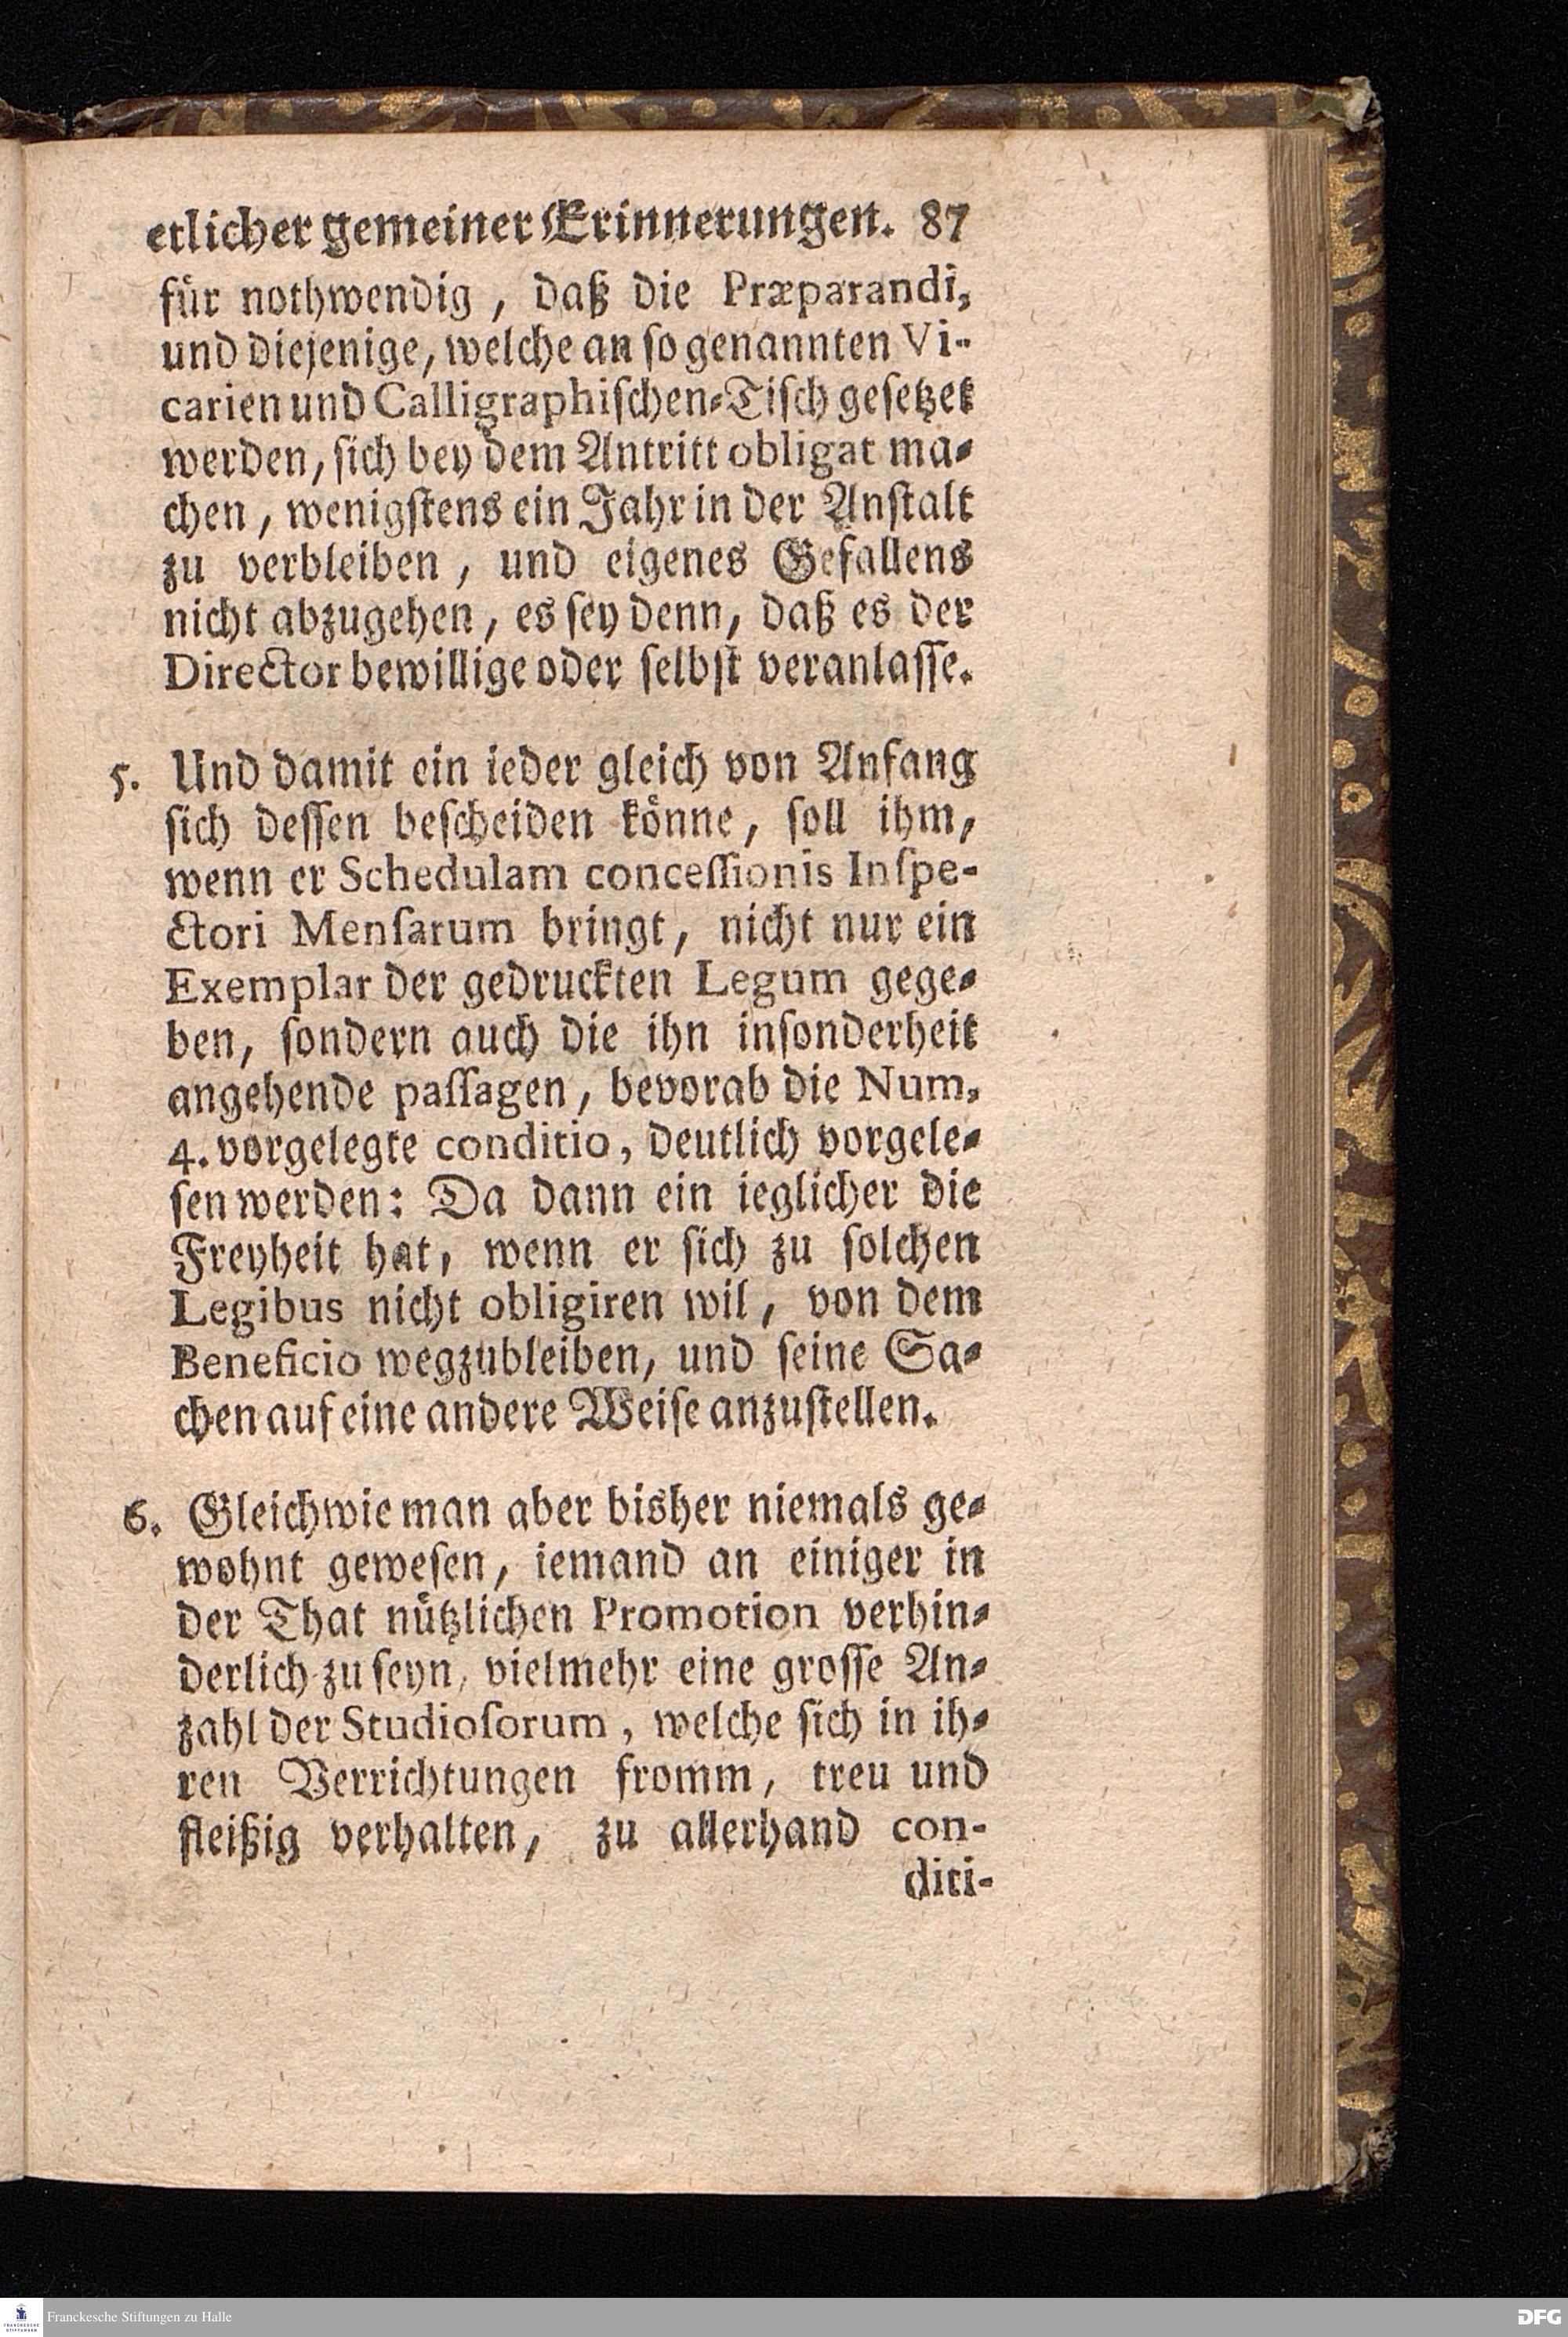 etlicher gemeiner Erinnerungen. 87
für nothwendig, daß die Præparandi,
und diejenige, welche an so genannten Vi-
carien und Calligraphischen-Tisch gesetzet
werden, sich bey dem Antritt obligat ma-
chen, wenigstens ein Jahr in der Anstalt
zu verbleiben, und eigenes Gefallens
nicht abzugehen, es sey denn, daß es der
Director bewillige oder selbst veranlasse.
5. Und damit ein ieder gleich von Anfang
sich dessen bescheiden könne, soll ihm,
wenn er Schedulam concessionis Inspe-
ctori Mensarum bringt, nicht nur ein
Exemplar der gedruckten Legum gege-
ben, sondern auch die ihn insonderheit
angehende passagen, bevorab die Num.
4. vorgelegte conditio, deutlich vorgele-
sen werden: Da dann ein ieglicher die
Freyheit hat, wenn er sich zu solchen
Legibus nicht obligiren wil, von dem
Beneficio wegzubleiben, und seine Sa-
chen auf eine andere Weise anzustellen.
6. Gleichwie man aber bisher niemals ge-
wohnt gewesen, iemand an einiger in
der That nützlichen Promotion verhin-
derlich zu seyn, vielmehr eine grosse An-
zahl der Studiosorum, welche sich in ih-
ren Verrichtungen fromm, treu und
fleißig verhalten, zu allerhand con-
diti-
FRANCKESCHE STIFTUNGEN
Franckesche Stiftungen zu Halle
DFG